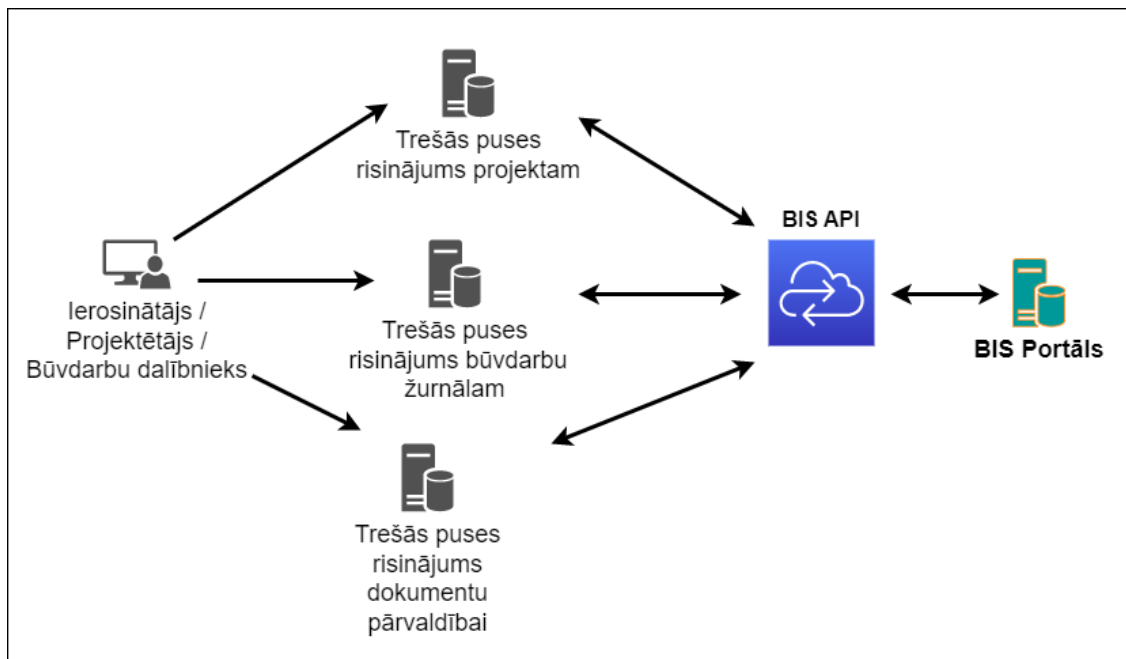 Trešās puses
risinājums projektam
BIS API
Ierosinātājs /
Projektētājs /
Būvdarbu dalībnieks
Trešās puses
risinājums būvdarbu
žurnālam
BIS Portāls
Trešās puses
risinājums
dokumentu
pārvaldībai